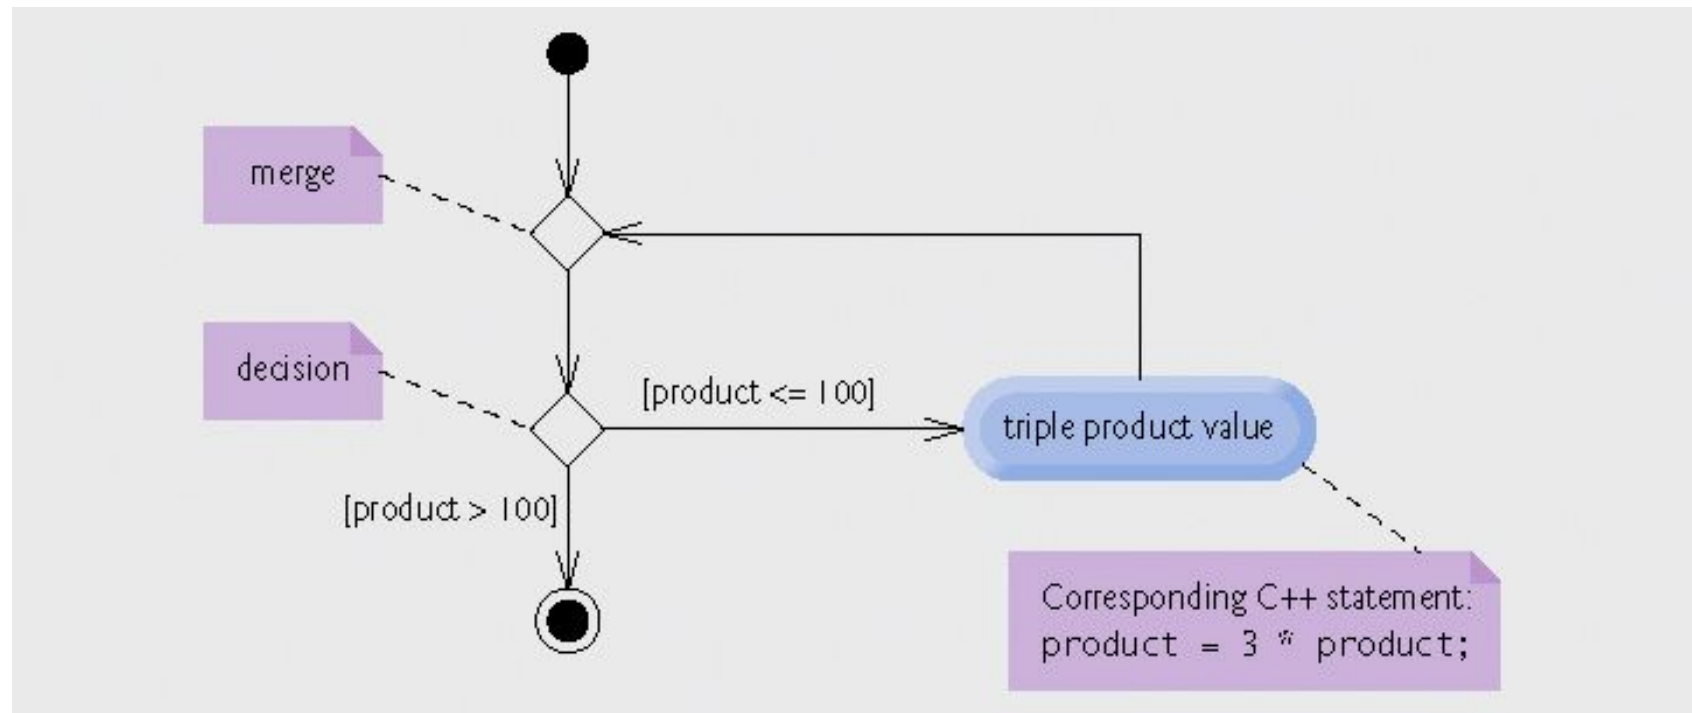 merge
decision
[product <= 100]
triple product value
[product > 100]
Corresponding C++ statement:
product = 3 * product;